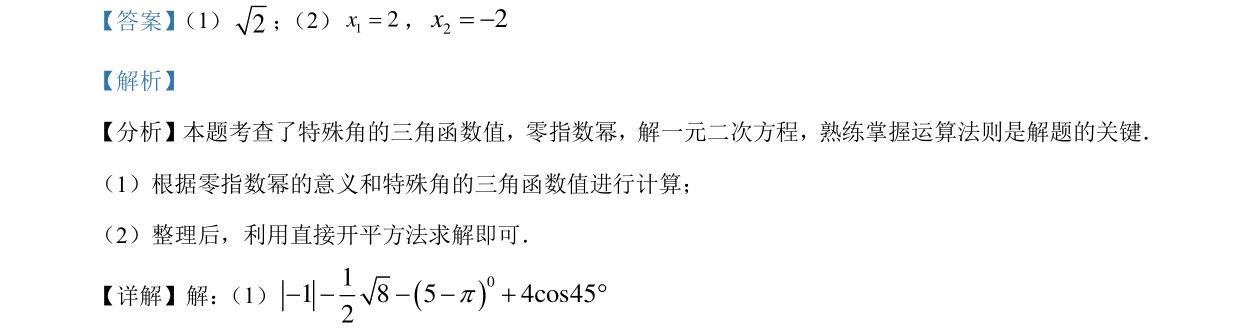 【答案】（1）√2；（2）x₁=2，x₂=−2
【解析】
【分析】本题考查了特殊角的三角函数值，零指数幂，解一元二次方程，熟练掌握运算法则是解题的关键．
（1）根据零指数幂的意义和特殊角的三角函数值进行计算；
（2）整理后，利用直接开平方法求解即可．
【详解】解：（1）|−1|−1/2√8−(5−π)⁰+4cos45°